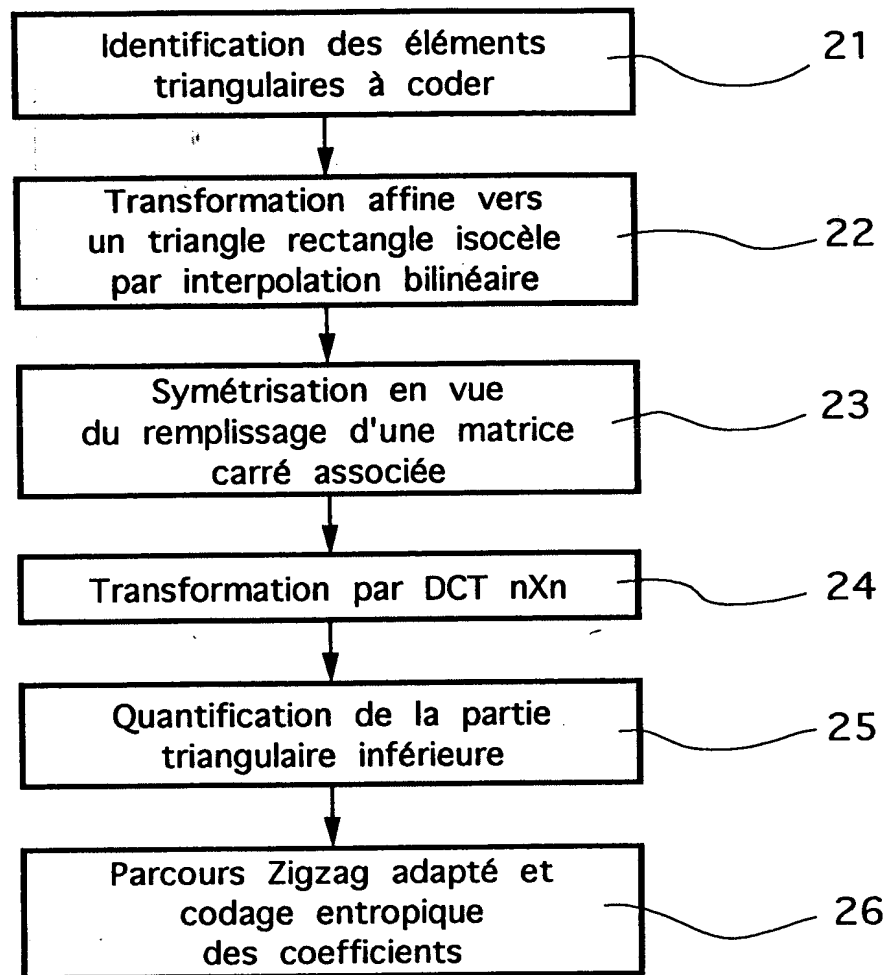 Identification des éléments
triangulaires à coder
21
Transformation affine vers
un triangle rectangle isocèle
par interpolation bilinéaire
22
Symétrisation en vue
du remplissage d'une matrice
carré associée
23
Transformation par DCT nXn
24
Quantification de la partie
triangulaire inférieure
25
Parcours Zigzag adapté et
codage entropique
des coefficients
26